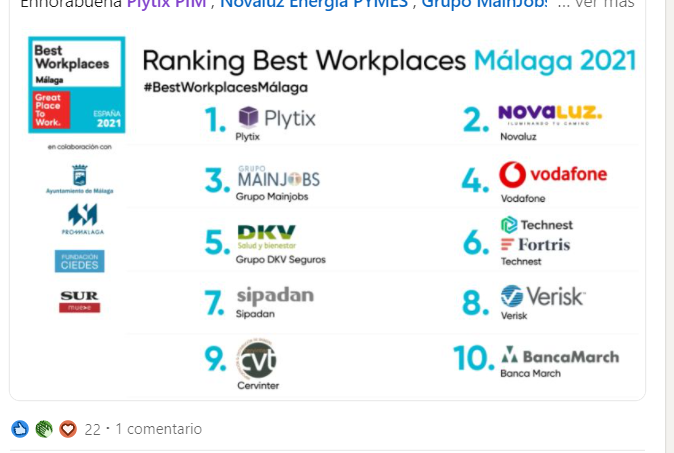 Enhorabuena Plytix PIM , Novaluz Energía PYMES , Grupo MainJobs ... ver más
Best
Workplaces
Málaga
Great
Place
To
Work.
ESPAÑA
2021
en colaboración con
Ayuntamiento de Málaga
PROMALAGA
FUNDACIÓN
CIEDES
SUR
Ranking Best Workplaces Málaga 2021
#BestWorkplacesMálaga
1. Plytix
Plytix
2. NOVALUZ.
ILUMINANDO TU CAMINO
Novaluz
3. GRUPO
MAINJOBS
Grupo Mainjobs
4. vodafone
Vodafone
5. DKV
Salud y bienestar
Grupo DKV Seguros
6. Technest
Fortris
Technest
7. sipadan
Sipadan
8. Verisk
Verisk
9. cvt
Cervinter
10. BancaMarch
Banca March
22 · 1 comentario